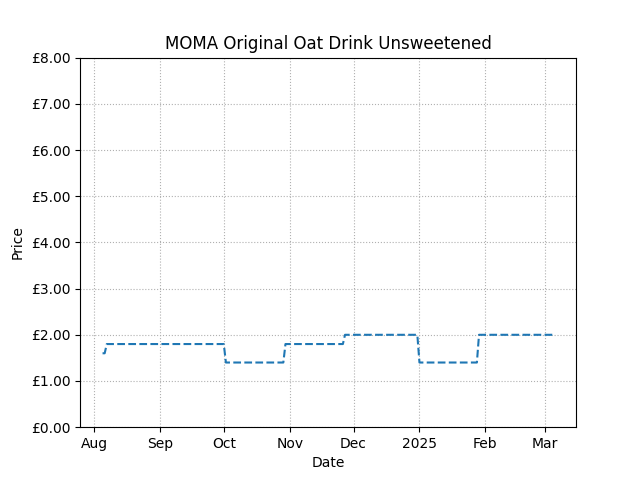 MOMA Original Oat Drink Unsweetened
£8.00
£7.00
£6.00
£5.00
£4.00
£3.00
£2.00
£1.00
£0.00
Price
Aug Sep Oct Nov Dec 2025 Feb Mar
Date